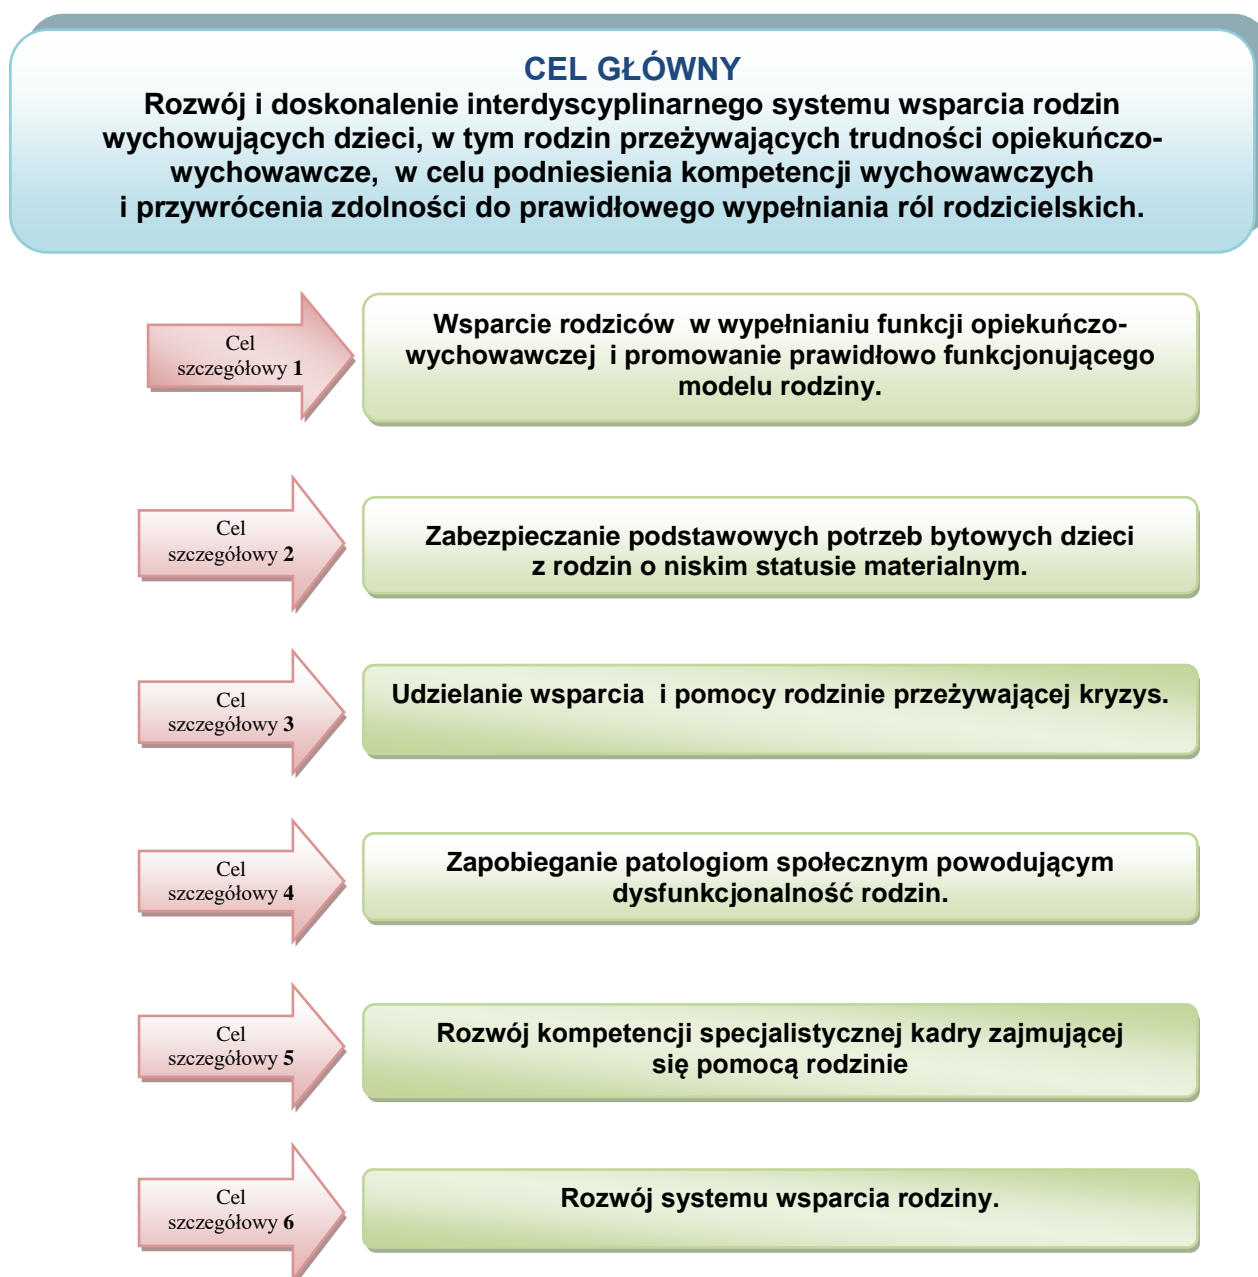 CEL GŁÓWNY
Rozwój i doskonalenie interdyscyplinarnego systemu wsparcia rodzin
wychowujących dzieci, w tym rodzin przeżywających trudności opiekuńczo-
wychowawcze, w celu podniesienia kompetencji wychowawczych
i przywrócenia zdolności do prawidłowego wypełniania ról rodzicielskich.
Cel
szczegółowy 1
Wsparcie rodziców w wypełnianiu funkcji opiekuńczo-
wychowawczej i promowanie prawidłowo funkcjonującego
modelu rodziny.
Cel
szczegółowy 2
Zabezpieczanie podstawowych potrzeb bytowych dzieci
z rodzin o niskim statusie materialnym.
Cel
szczegółowy 3
Udzielanie wsparcia i pomocy rodzinie przeżywającej kryzys.
Cel
szczegółowy 4
Zapobieganie patologiom społecznym powodującym
dysfunkcjonalność rodzin.
Cel
szczegółowy 5
Rozwój kompetencji specjalistycznej kadry zajmującej
się pomocą rodzinie
Cel
szczegółowy 6
Rozwój systemu wsparcia rodziny.